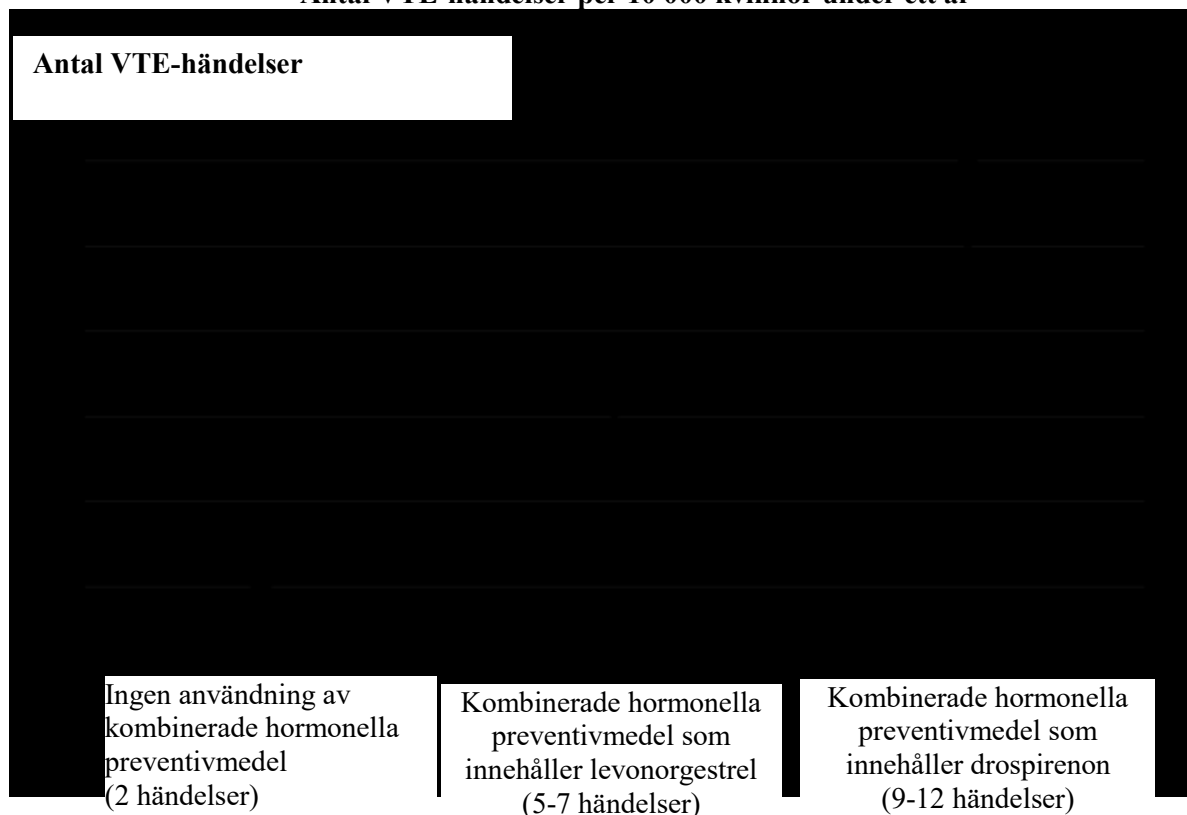 Antal VTE-händelser per 10 000 kvinnor under ett år
Antal VTE-händelser
Ingen användning av
kombinerade hormonella
preventivmedel
(2 händelser)
Kombinerade hormonella
preventivmedel som
innehåller levonorgestrel
(5-7 händelser)
Kombinerade hormonella
preventivmedel som
innehåller drospirenon
(9-12 händelser)